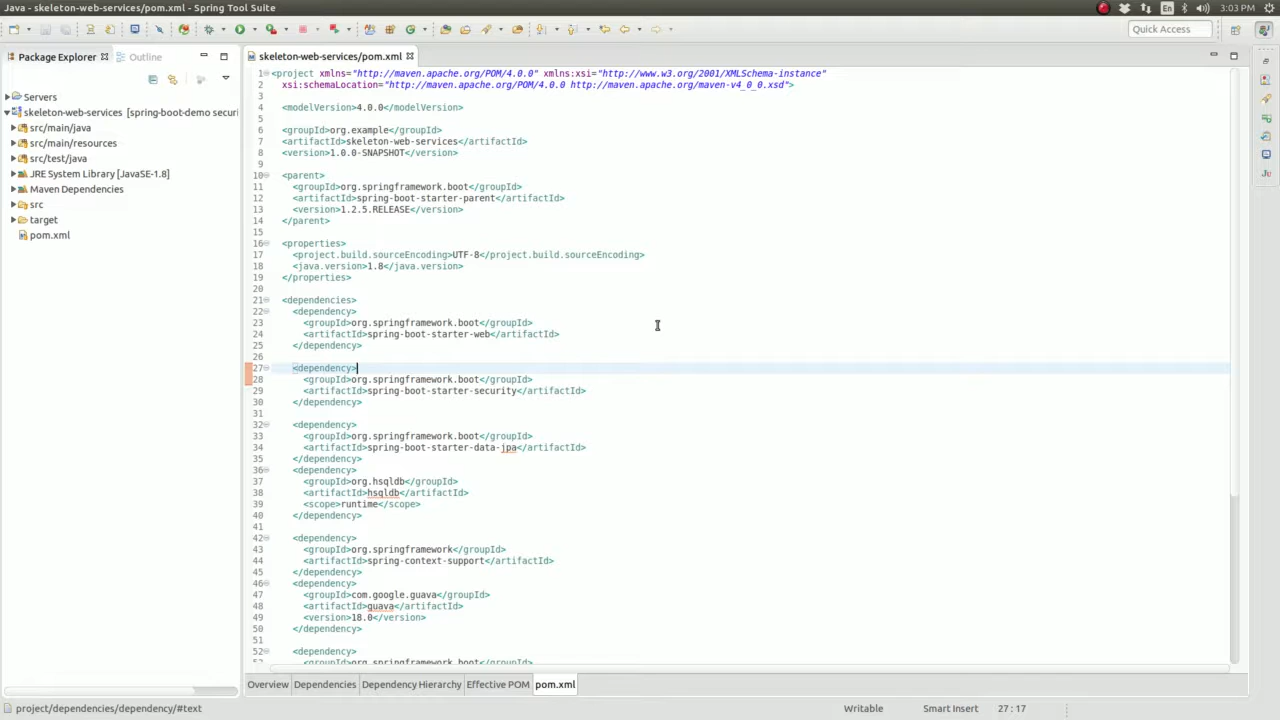 Java - skeleton-web-services/pom.xml - Spring Tool Suite
En
3:03 PM
Quick Access
Package Explorer
Outline
Servers
skeleton-web-services [spring-boot-demo securi
src/main/java
src/main/resources
src/test/java
JRE System Library [JavaSE-1.8]
Maven Dependencies
src
target
pom.xml
skeleton-web-services/pom.xml
1 <project xmlns="http://maven.apache.org/POM/4.0.0" xmlns:xsi="http://www.w3.org/2001/XMLSchema-instance"
2 xsi:schemaLocation="http://maven.apache.org/POM/4.0.0 http://maven.apache.org/maven-v4_0_0.xsd">
3
4 <modelVersion>4.0.0</modelVersion>
5
6 <groupId>org.example</groupId>
7 <artifactId>skeleton-web-services</artifactId>
8 <version>1.0.0-SNAPSHOT</version>
9
10 <parent>
11 <groupId>org.springframework.boot</groupId>
12 <artifactId>spring-boot-starter-parent</artifactId>
13 <version>1.2.5.RELEASE</version>
14 </parent>
15
16 <properties>
17 <project.build.sourceEncoding>UTF-8</project.build.sourceEncoding>
18 <java.version>1.8</java.version>
19 </properties>
20
21 <dependencies>
22 <dependency>
23 <groupId>org.springframework.boot</groupId>
24 <artifactId>spring-boot-starter-web</artifactId>
25 </dependency>
26
27 <dependency>
28 <groupId>org.springframework.boot</groupId>
29 <artifactId>spring-boot-starter-security</artifactId>
30 </dependency>
31
32 <dependency>
33 <groupId>org.springframework.boot</groupId>
34 <artifactId>spring-boot-starter-data-jpa</artifactId>
35 </dependency>
36 <dependency>
37 <groupId>org.hsqldb</groupId>
38 <artifactId>hsqldb</artifactId>
39 <scope>runtime</scope>
40 </dependency>
41
42 <dependency>
43 <groupId>org.springframework</groupId>
44 <artifactId>spring-context-support</artifactId>
45 </dependency>
46 <dependency>
47 <groupId>com.google.guava</groupId>
48 <artifactId>guava</artifactId>
49 <version>18.0</version>
50 </dependency>
51
52 <dependency>
53 <groupId>org.springframework.boot</groupId>
Overview
Dependencies
Dependency Hierarchy
Effective POM
pom.xml
project/dependencies/dependency/#text
Writable
Smart Insert
27 : 17